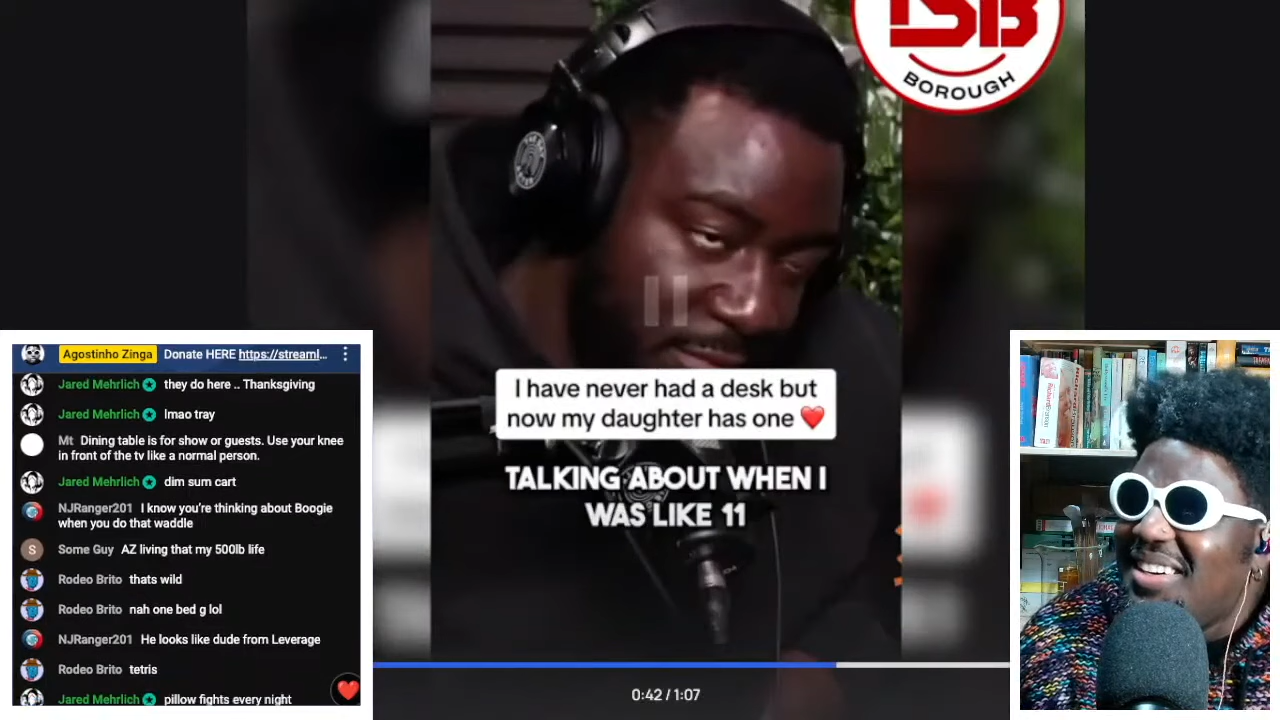 BOROUGH
I have never had a desk but
now my daughter has one ❤️
TALKING ABOUT WHEN I
WAS LIKE 11
0:42 / 1:07
Agostinho Zinga Donate HERE https://streaml...
Jared Mehrlich they do here .. Thanksgiving
Jared Mehrlich lmao tray
Mt Dining table is for show or guests. Use your knee
in front of the tv like a normal person.
Jared Mehrlich dim sum cart
NJRanger201 I know you're thinking about Boogie
when you do that waddle
S Some Guy AZ living that my 500lb life
Rodeo Brito thats wild
Rodeo Brito nah one bed g lol
NJRanger201 He looks like dude from Leverage
Rodeo Brito tetris
Jared Mehrlich pillow fights every night